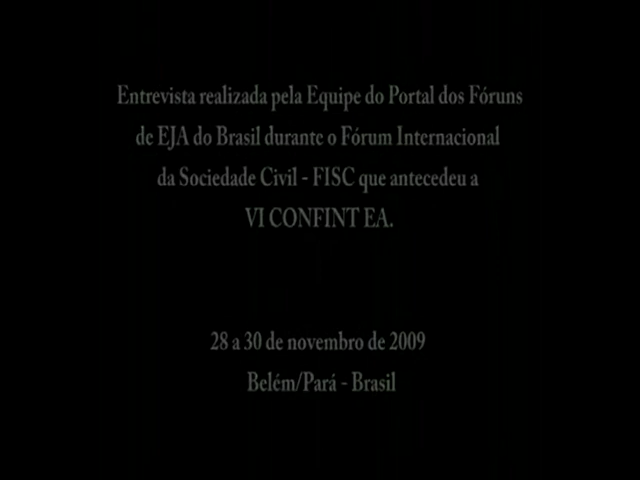 Entrevista realizada pela Equipe do Portal dos Fóruns
de EJA do Brasil durante o Fórum Internacional
da Sociedade Civil - FISC que antecedeu a
VI CONFINT EA.
28 a 30 de novembro de 2009
Belém/Pará - Brasil